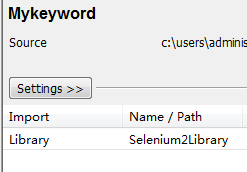 Mykeyword
Source c:\users\adminis
Settings >>
Import Name / Path
Library Selenium2Library